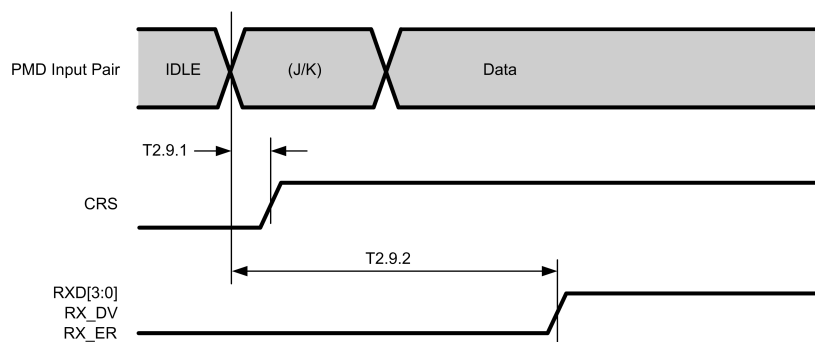 PMD Input Pair IDLE (J/K) Data
T2.9.1
CRS
T2.9.2
RXD[3:0]
RX_DV
RX_ER